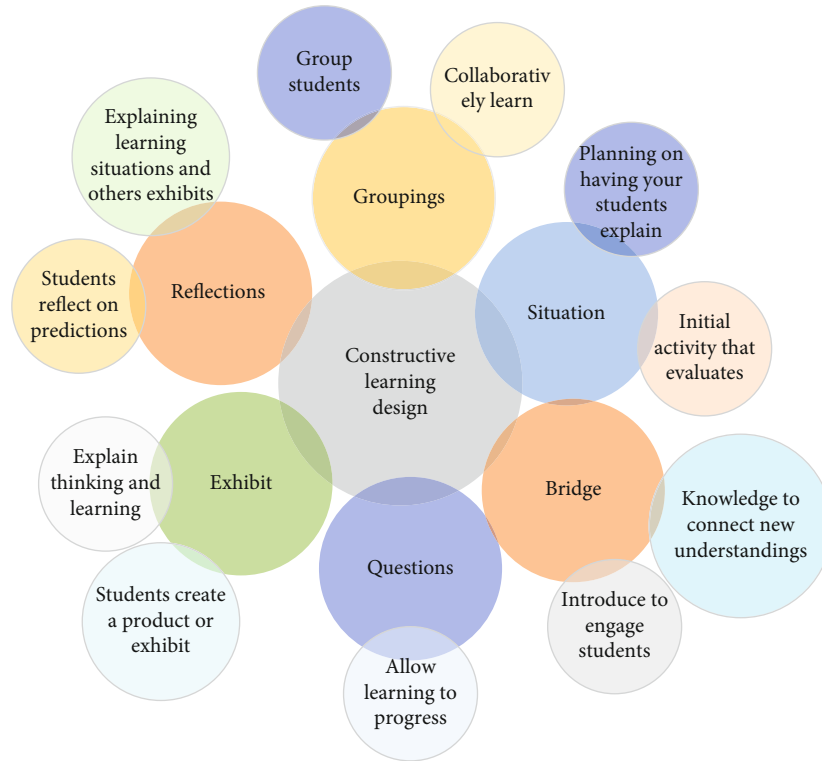 Group
students
Collaborativ
ely learn
Explaining
learning
situations and
others exhibits
Planning on
having your
students
explain
Groupings
Students
reflect on
predictions
Reflections
Situation
Initial
activity that
evaluates
Constructive
learning
design
Explain
thinking and
learning
Exhibit
Bridge
Knowledge to
connect new
understandings
Questions
Students create
a product or
exhibit
Introduce to
engage
students
Allow
learning to
progress